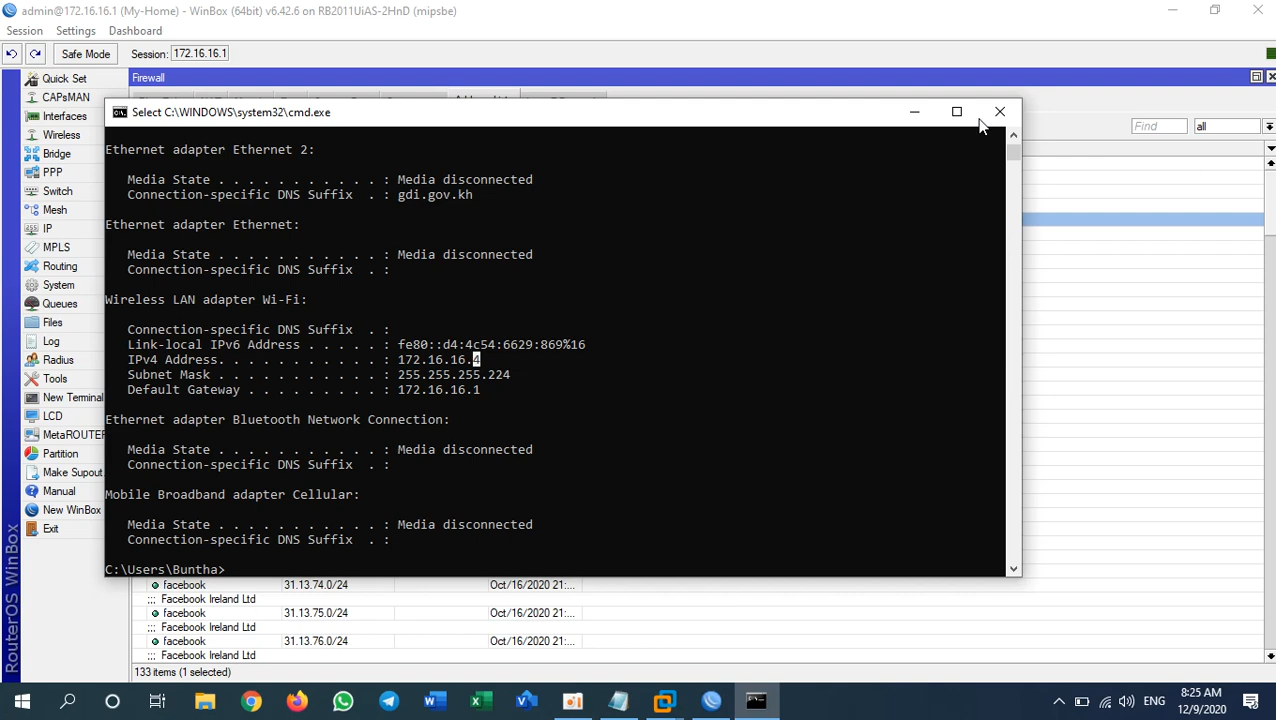 admin@172.16.16.1 (My-Home) - WinBox (64bit) v6.42.6 on RB2011UiAS-2HnD (mipsbe)
Session Settings Dashboard
Safe Mode Session: 172.16.16.1
Quick Set
CAPsMAN
Interfaces
Wireless
Bridge
PPP
Switch
Mesh
IP
MPLS
Routing
System
Queues
Files
Log
Radius
Tools
New Terminal
LCD
MetaROUTER
Partition
Make Supout
Manual
New WinBox
Exit
RouterOS WinBox
Firewall
Find all
Select C:\WINDOWS\system32\cmd.exe
Ethernet adapter Ethernet 2:
Media State . . . . . . . . . . . : Media disconnected
Connection-specific DNS Suffix  . : gdi.gov.kh
Ethernet adapter Ethernet:
Media State . . . . . . . . . . . : Media disconnected
Connection-specific DNS Suffix  . :
Wireless LAN adapter Wi-Fi:
Connection-specific DNS Suffix  . :
Link-local IPv6 Address . . . . . : fe80::d4:4c54:6629:869%16
IPv4 Address. . . . . . . . . . . : 172.16.16.4
Subnet Mask . . . . . . . . . . . : 255.255.255.224
Default Gateway . . . . . . . . . : 172.16.16.1
Ethernet adapter Bluetooth Network Connection:
Media State . . . . . . . . . . . : Media disconnected
Connection-specific DNS Suffix  . :
Mobile Broadband adapter Cellular:
Media State . . . . . . . . . . . : Media disconnected
Connection-specific DNS Suffix  . :
C:\Users\Buntha>
facebook 31.13.74.0/24 Oct/16/2020 21:...
;;; Facebook Ireland Ltd
facebook 31.13.75.0/24 Oct/16/2020 21:...
;;; Facebook Ireland Ltd
facebook 31.13.76.0/24 Oct/16/2020 21:...
;;; Facebook Ireland Ltd
133 items (1 selected)
ENG
8:25 AM
12/9/2020